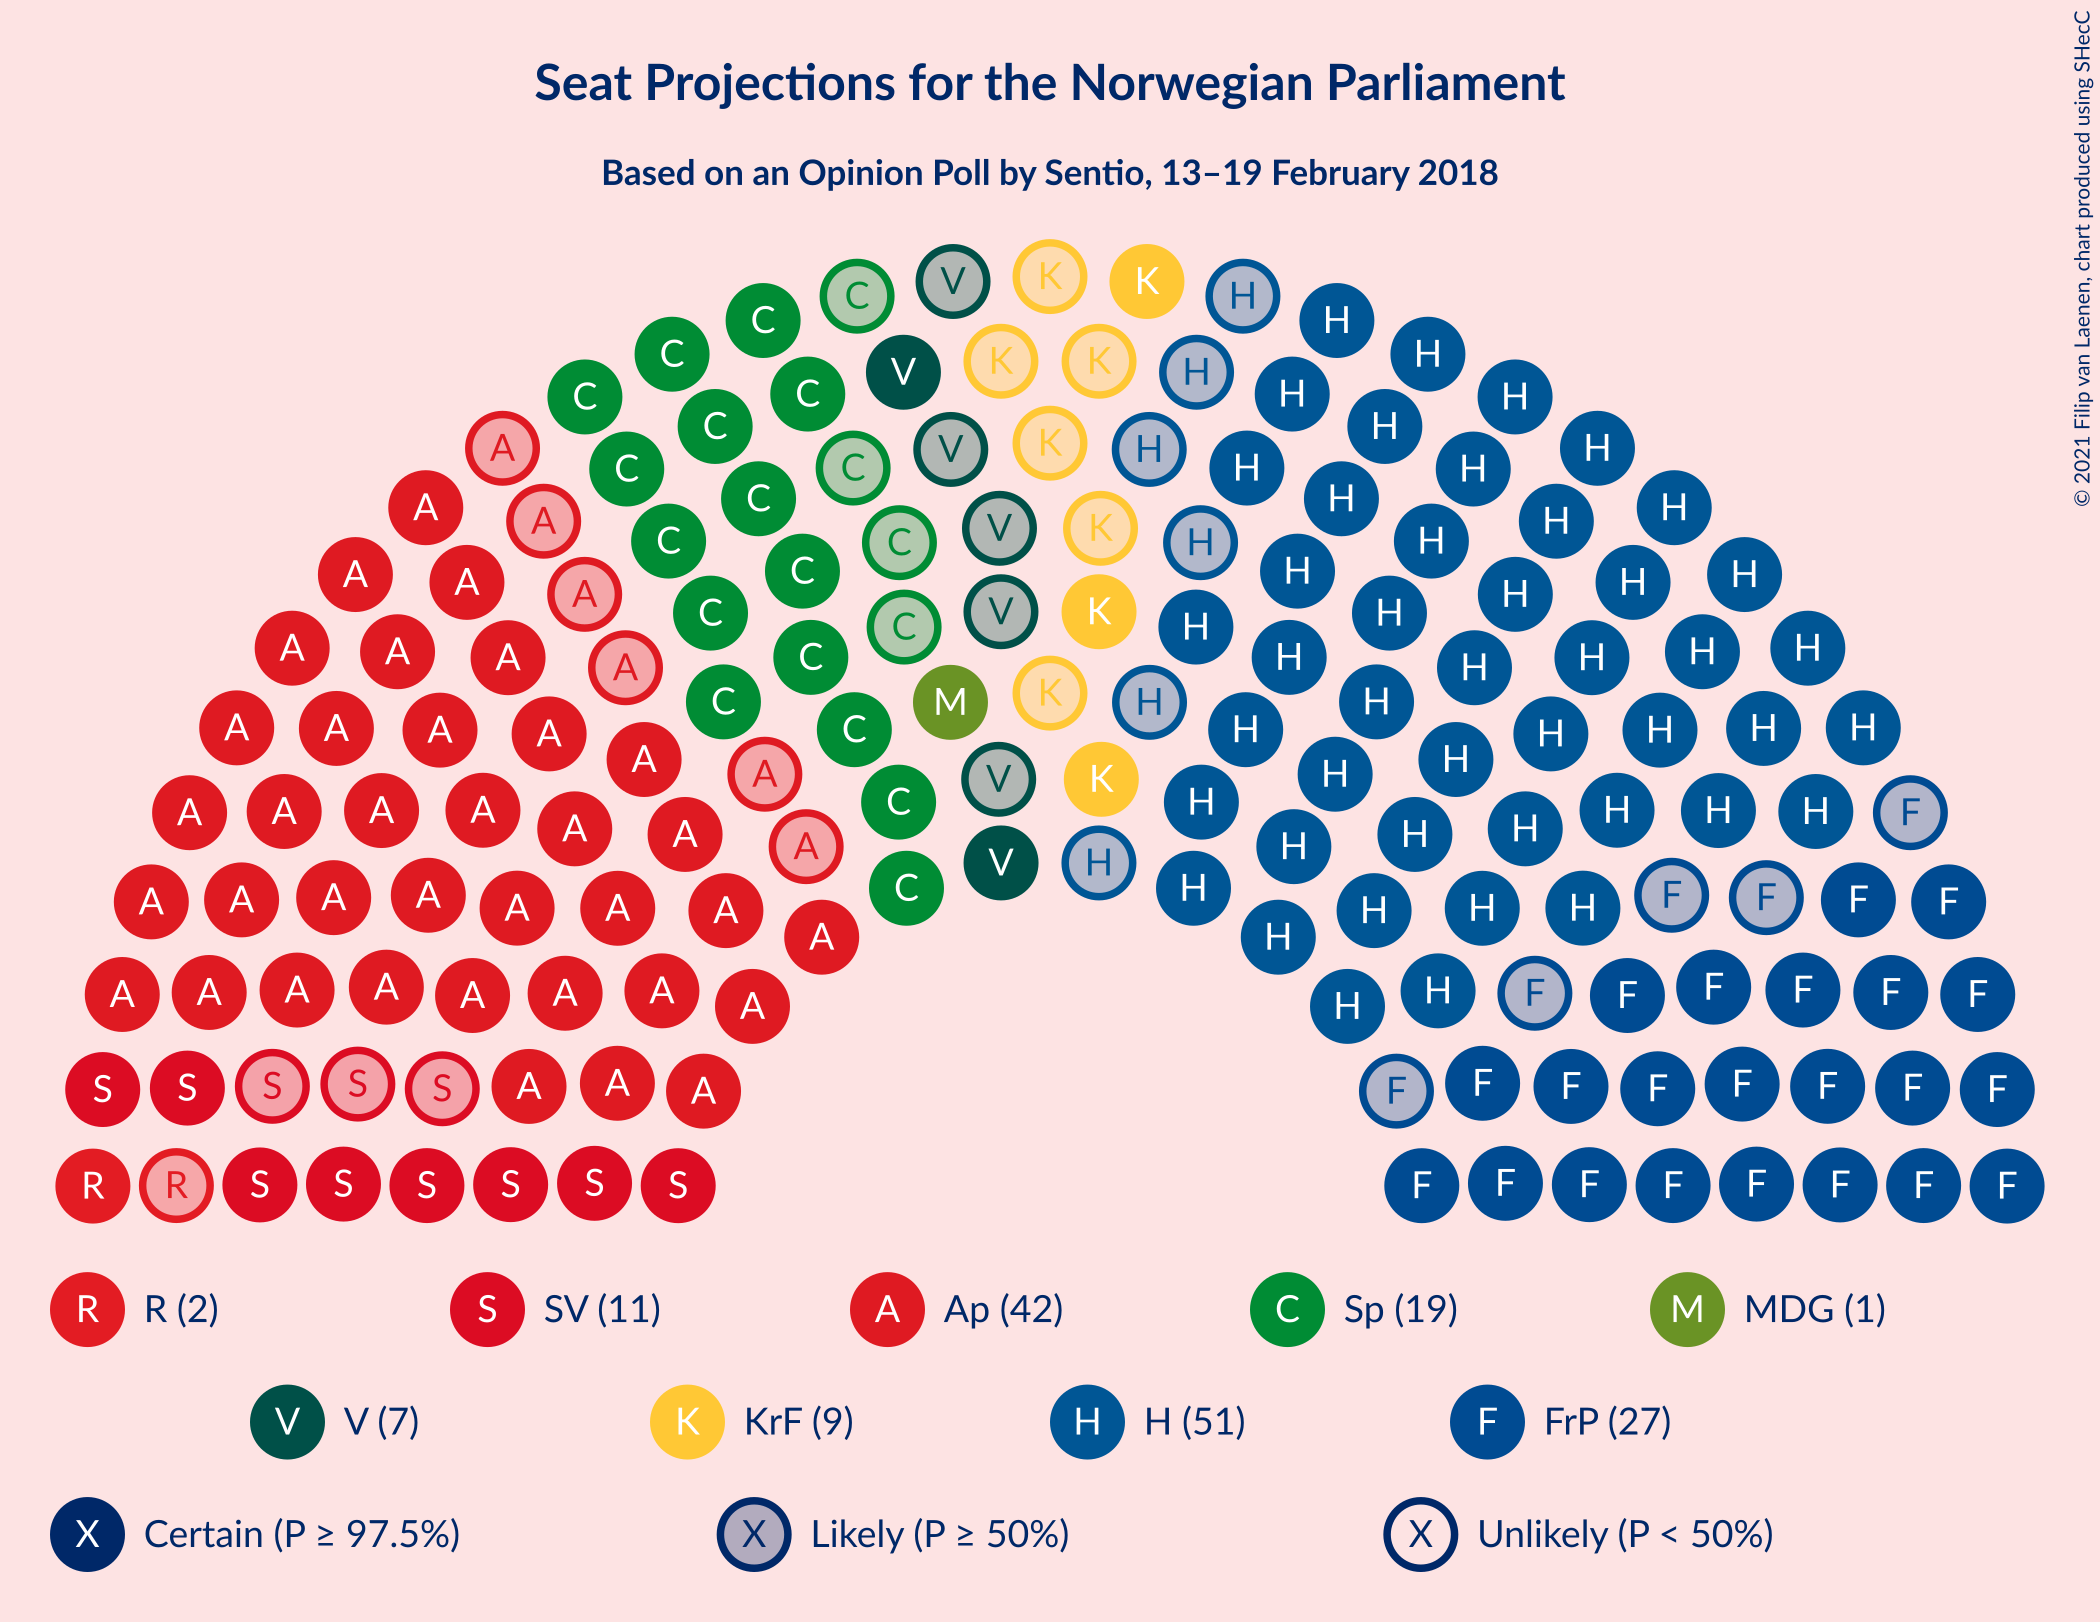 Seat Projections for the Norwegian Parliament
Based on an Opinion Poll by Sentio, 13–19 February 2018
© 2021 Filip van Laenen, chart produced using SHecC
K
V K
C H
C H
C V K K H H
C C H H
C C V K H H H
A C C H H
C C H H
A C V K H H
A C C H H
A C C H H
A A C V K H H
A C C H H
A A C K H H
A C M H H
A A C H H
A A C H H
A A A V K H H H
A A C H H
A A A A H H H F
A A A V H H H
A A A C H H F F
A A A A A H H H F F
A A A A A A H H F F F
A A H H
S S S S A A A F F F F F F F F
R R S S S S S S F F F F F F F F
R R (2) S SV (11) A Ap (42) C Sp (19) M MDG (1)
V V (7) K KrF (9) H H (51) F FrP (27)
X Certain (P ≥ 97.5%) X Likely (P ≥ 50%) X Unlikely (P < 50%)